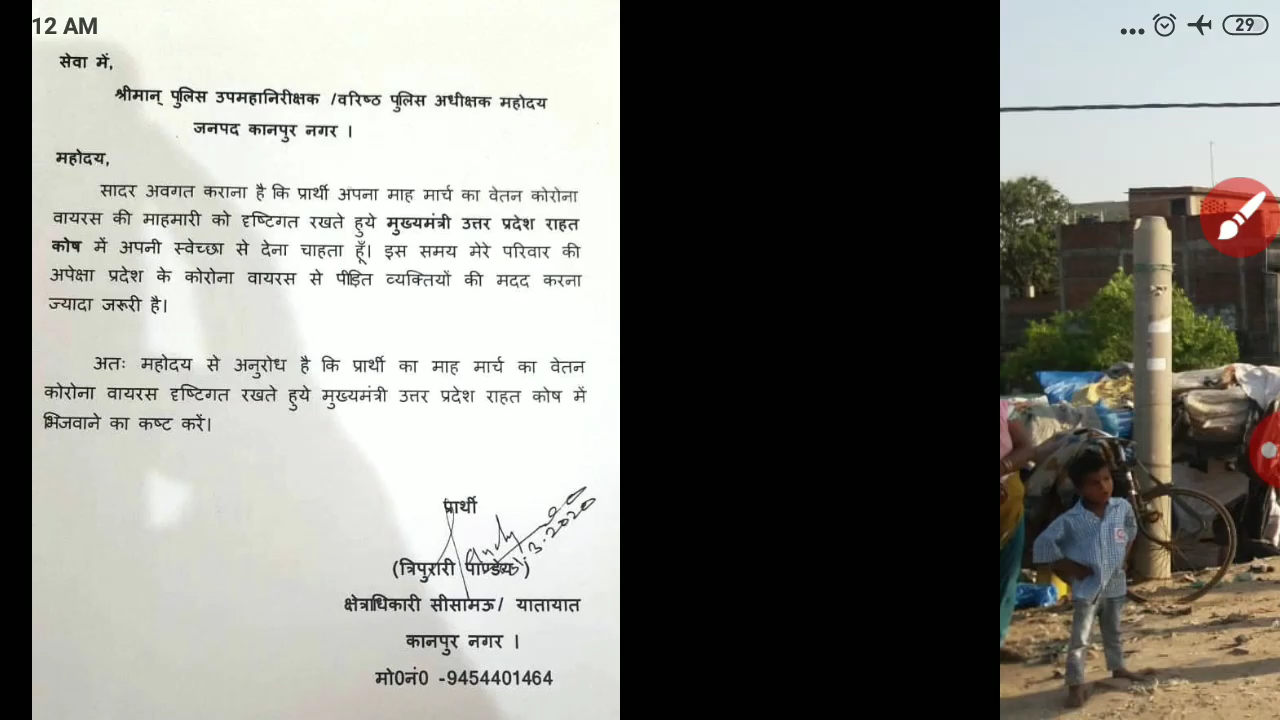 12 AM
29
सेवा में,
श्रीमान् पुलिस उपमहानिरीक्षक /वरिष्ठ पुलिस अधीक्षक महोदय
जनपद कानपुर नगर ।
महोदय,
सादर अवगत कराना है कि प्रार्थी अपना माह मार्च का वेतन कोरोना
वायरस की माहमारी को दृष्टिगत रखते हुये मुख्यमंत्री उत्तर प्रदेश राहत
कोष में अपनी स्वेच्छा से देना चाहता हूँ। इस समय मेरे परिवार की
अपेक्षा प्रदेश के कोरोना वायरस से पीड़ित व्यक्तियों की मदद करना
ज्यादा जरूरी है।
अतः महोदय से अनुरोध है कि प्रार्थी का माह मार्च का वेतन
कोरोना वायरस दृष्टिगत रखते हुये मुख्यमंत्री उत्तर प्रदेश राहत कोष में
भिजवाने का कष्ट करें।
प्रार्थी
3.2020
(त्रिपुरारी पाण्डेय)
क्षेत्राधिकारी सीसामऊ/ यातायात
कानपुर नगर ।
मो0नं0 -9454401464